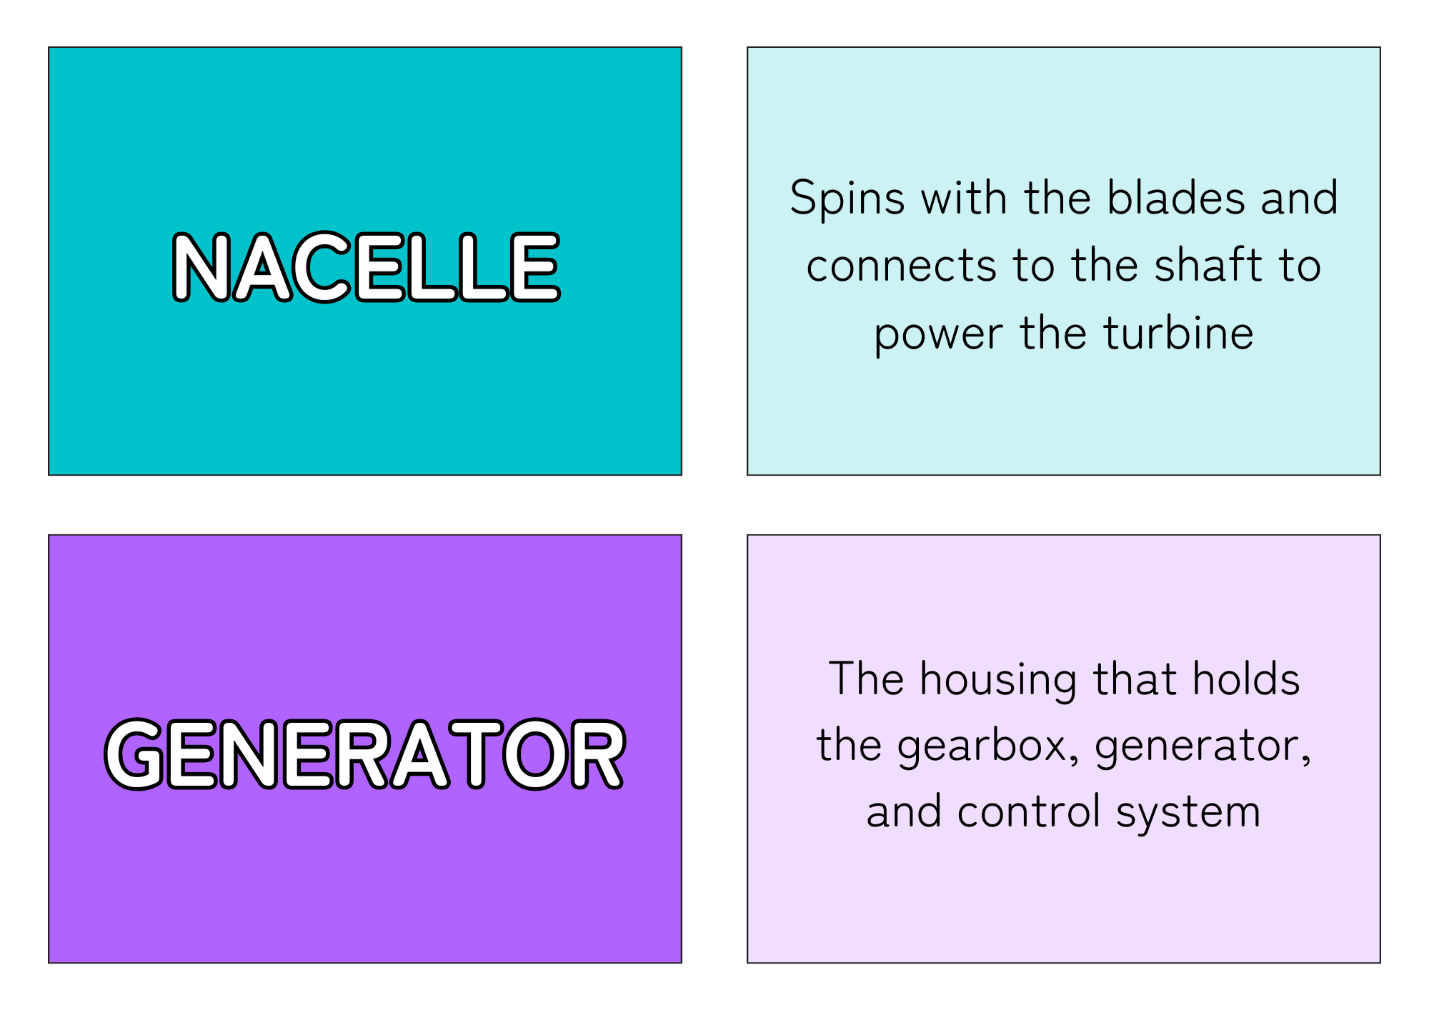 NACELLE
Spins with the blades and
connects to the shaft to
power the turbine
GENERATOR
The housing that holds
the gearbox, generator,
and control system